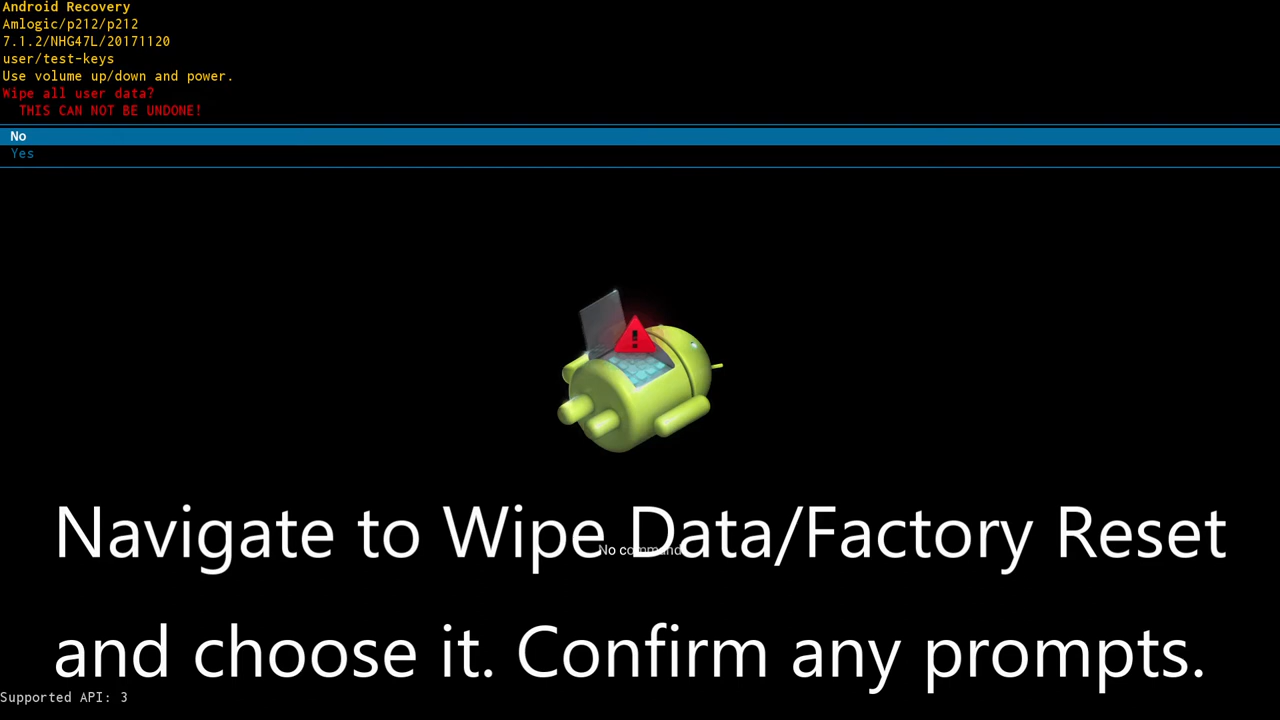 Android Recovery
Amlogic/p212/p212
7.1.2/NHG47L/20171120
user/test-keys
Use volume up/down and power.
Wipe all user data?
THIS CAN NOT BE UNDONE!
No
Yes
Navigate to Wipe Data/Factory Reset
No command
and choose it. Confirm any prompts.
Supported API: 3